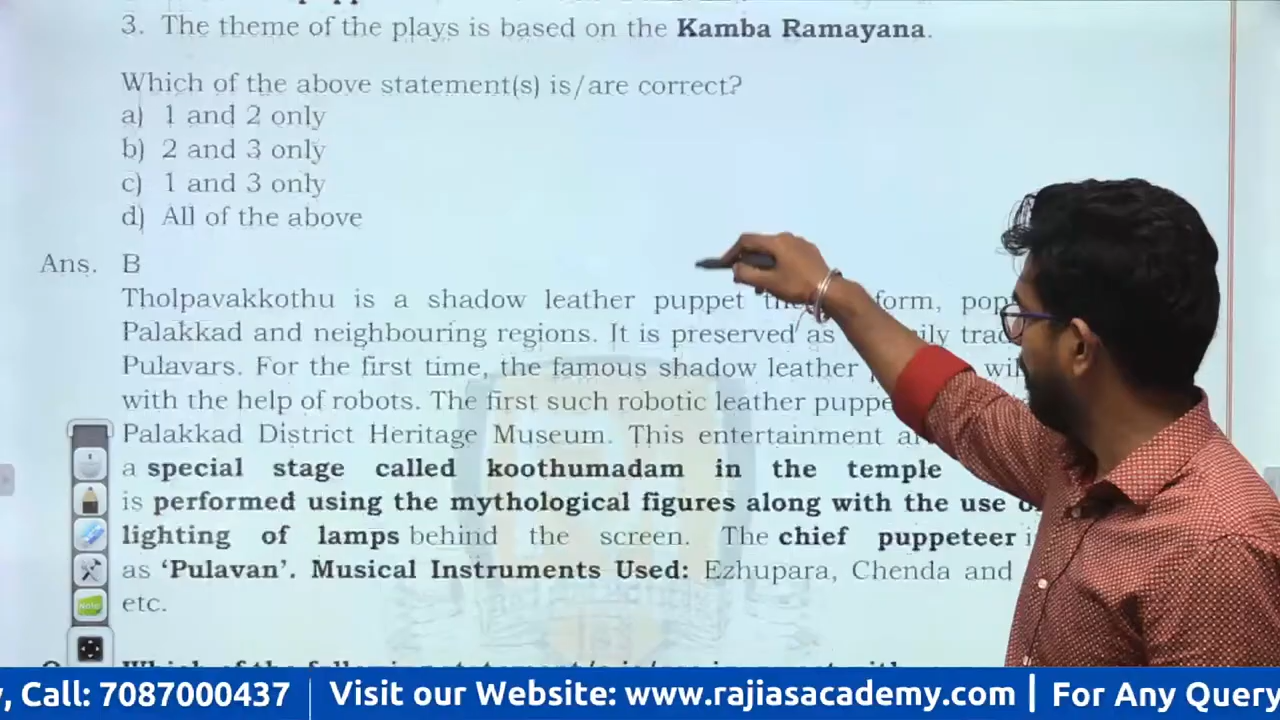 3. The theme of the plays is based on the Kamba Ramayana.
Which of the above statement(s) is/are correct?
a) 1 and 2 only
b) 2 and 3 only
c) 1 and 3 only
d) All of the above
Ans. B
Tholpavakkothu is a shadow leather puppet form,
Palakkad and neighbouring regions. It is preserved as
Pulavars. For the first time, the famous shadow leather
with the help of robots. The first such robotic leather
Palakkad District Heritage Museum. This entertainment
a special stage called koothumadam in the temple
is performed using the mythological figures along with the use
lighting of lamps behind the screen. The chief puppeteer
as ‘Pulavan’. Musical Instruments Used: Ezhupara, Chenda and
etc.
Note
Call: 7087000437 | Visit our Website: www.rajiasacademy.com | For Any Query